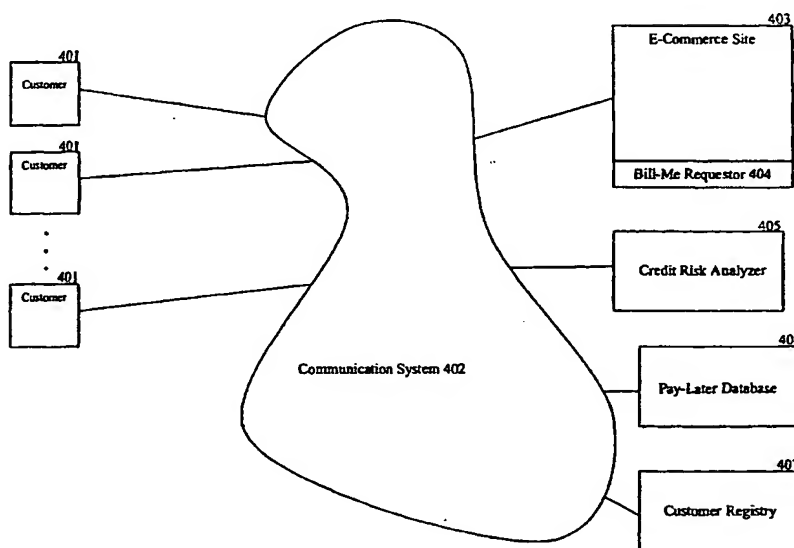 401
Customer
401
Customer
401
Customer
Communication System 402
403
E-Commerce Site
Bill-Me Requestor 404
405
Credit Risk Analyzer
Pay-Later Database
Customer Registry